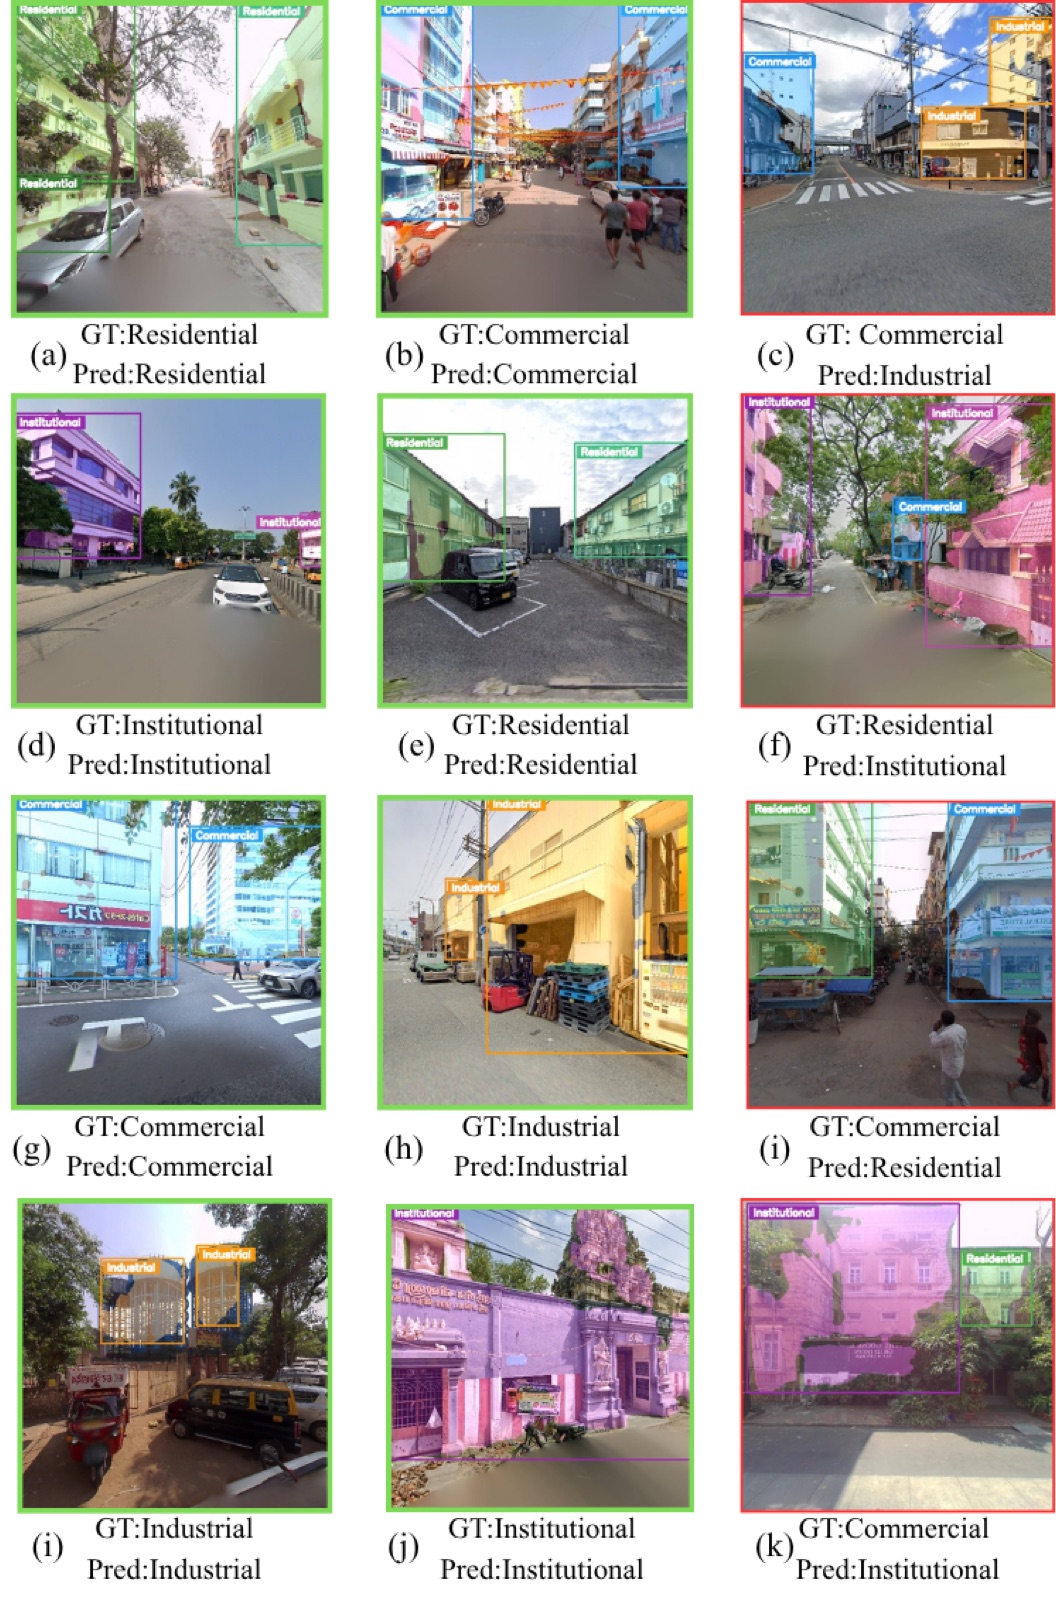 Residential
Residential
Residential
Commercial
Commercial
Commercial
Industrial
Industrial
GT:Residential
(a)
Pred:Residential
GT:Commercial
(b)
Pred:Commercial
GT: Commercial
(c)
Pred:Industrial
Institutional
Institutional
Residential
Residential
Institutional
Institutional
Commercial
GT:Institutional
(d)
Pred:Institutional
GT:Residential
(e)
Pred:Residential
GT:Residential
(f)
Pred:Institutional
Commercial
Commercial
Industrial
Industrial
Residential
Commercial
GT:Commercial
(g)
Pred:Commercial
GT:Industrial
(h)
Pred:Industrial
GT:Commercial
(i)
Pred:Residential
Industrial
Industrial
Institutional
Institutional
Residential
GT:Industrial
(i)
Pred:Industrial
GT:Institutional
(j)
Pred:Institutional
GT:Commercial
(k)
Pred:Institutional